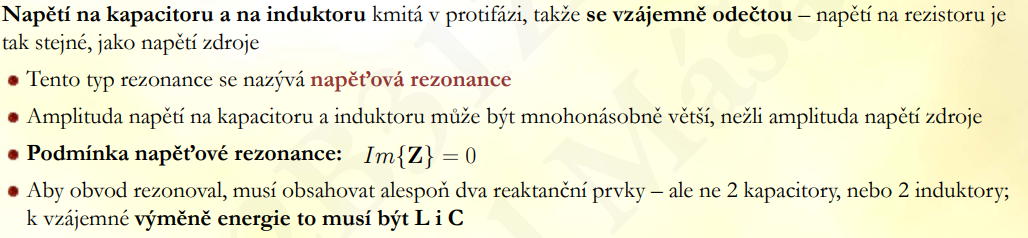 Napětí na kapacitoru a na induktoru kmitá v protifázi, takže se vzájemně odečtou – napětí na rezistoru je
tak stejné, jako napětí zdroje
• Tento typ rezonance se nazývá napěťová rezonance
• Amplituda napětí na kapacitoru a induktoru může být mnohonásobně větší, nežli amplituda napětí zdroje
• Podmínka napěťové rezonance: Im{Z} = 0
• Aby obvod rezonoval, musí obsahovat alespoň dva reaktanční prvky – ale ne 2 kapacitory, nebo 2 induktory;
k vzájemné výměně energie to musí být L i C